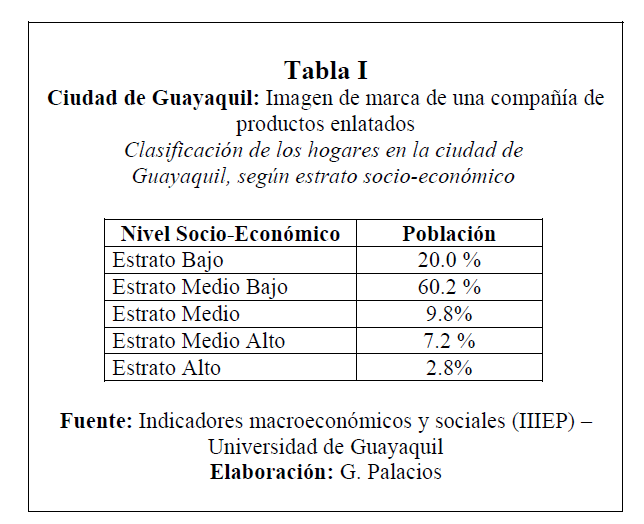 Tabla I
Ciudad de Guayaquil: Imagen de marca de una compañía de
productos enlatados
Clasificación de los hogares en la ciudad de
Guayaquil, según estrato socio-económico
Nivel Socio-Económico Población
Estrato Bajo 20.0 %
Estrato Medio Bajo 60.2 %
Estrato Medio 9.8%
Estrato Medio Alto 7.2 %
Estrato Alto 2.8%
Fuente: Indicadores macroeconómicos y sociales (IIIEP) –
Universidad de Guayaquil
Elaboración: G. Palacios